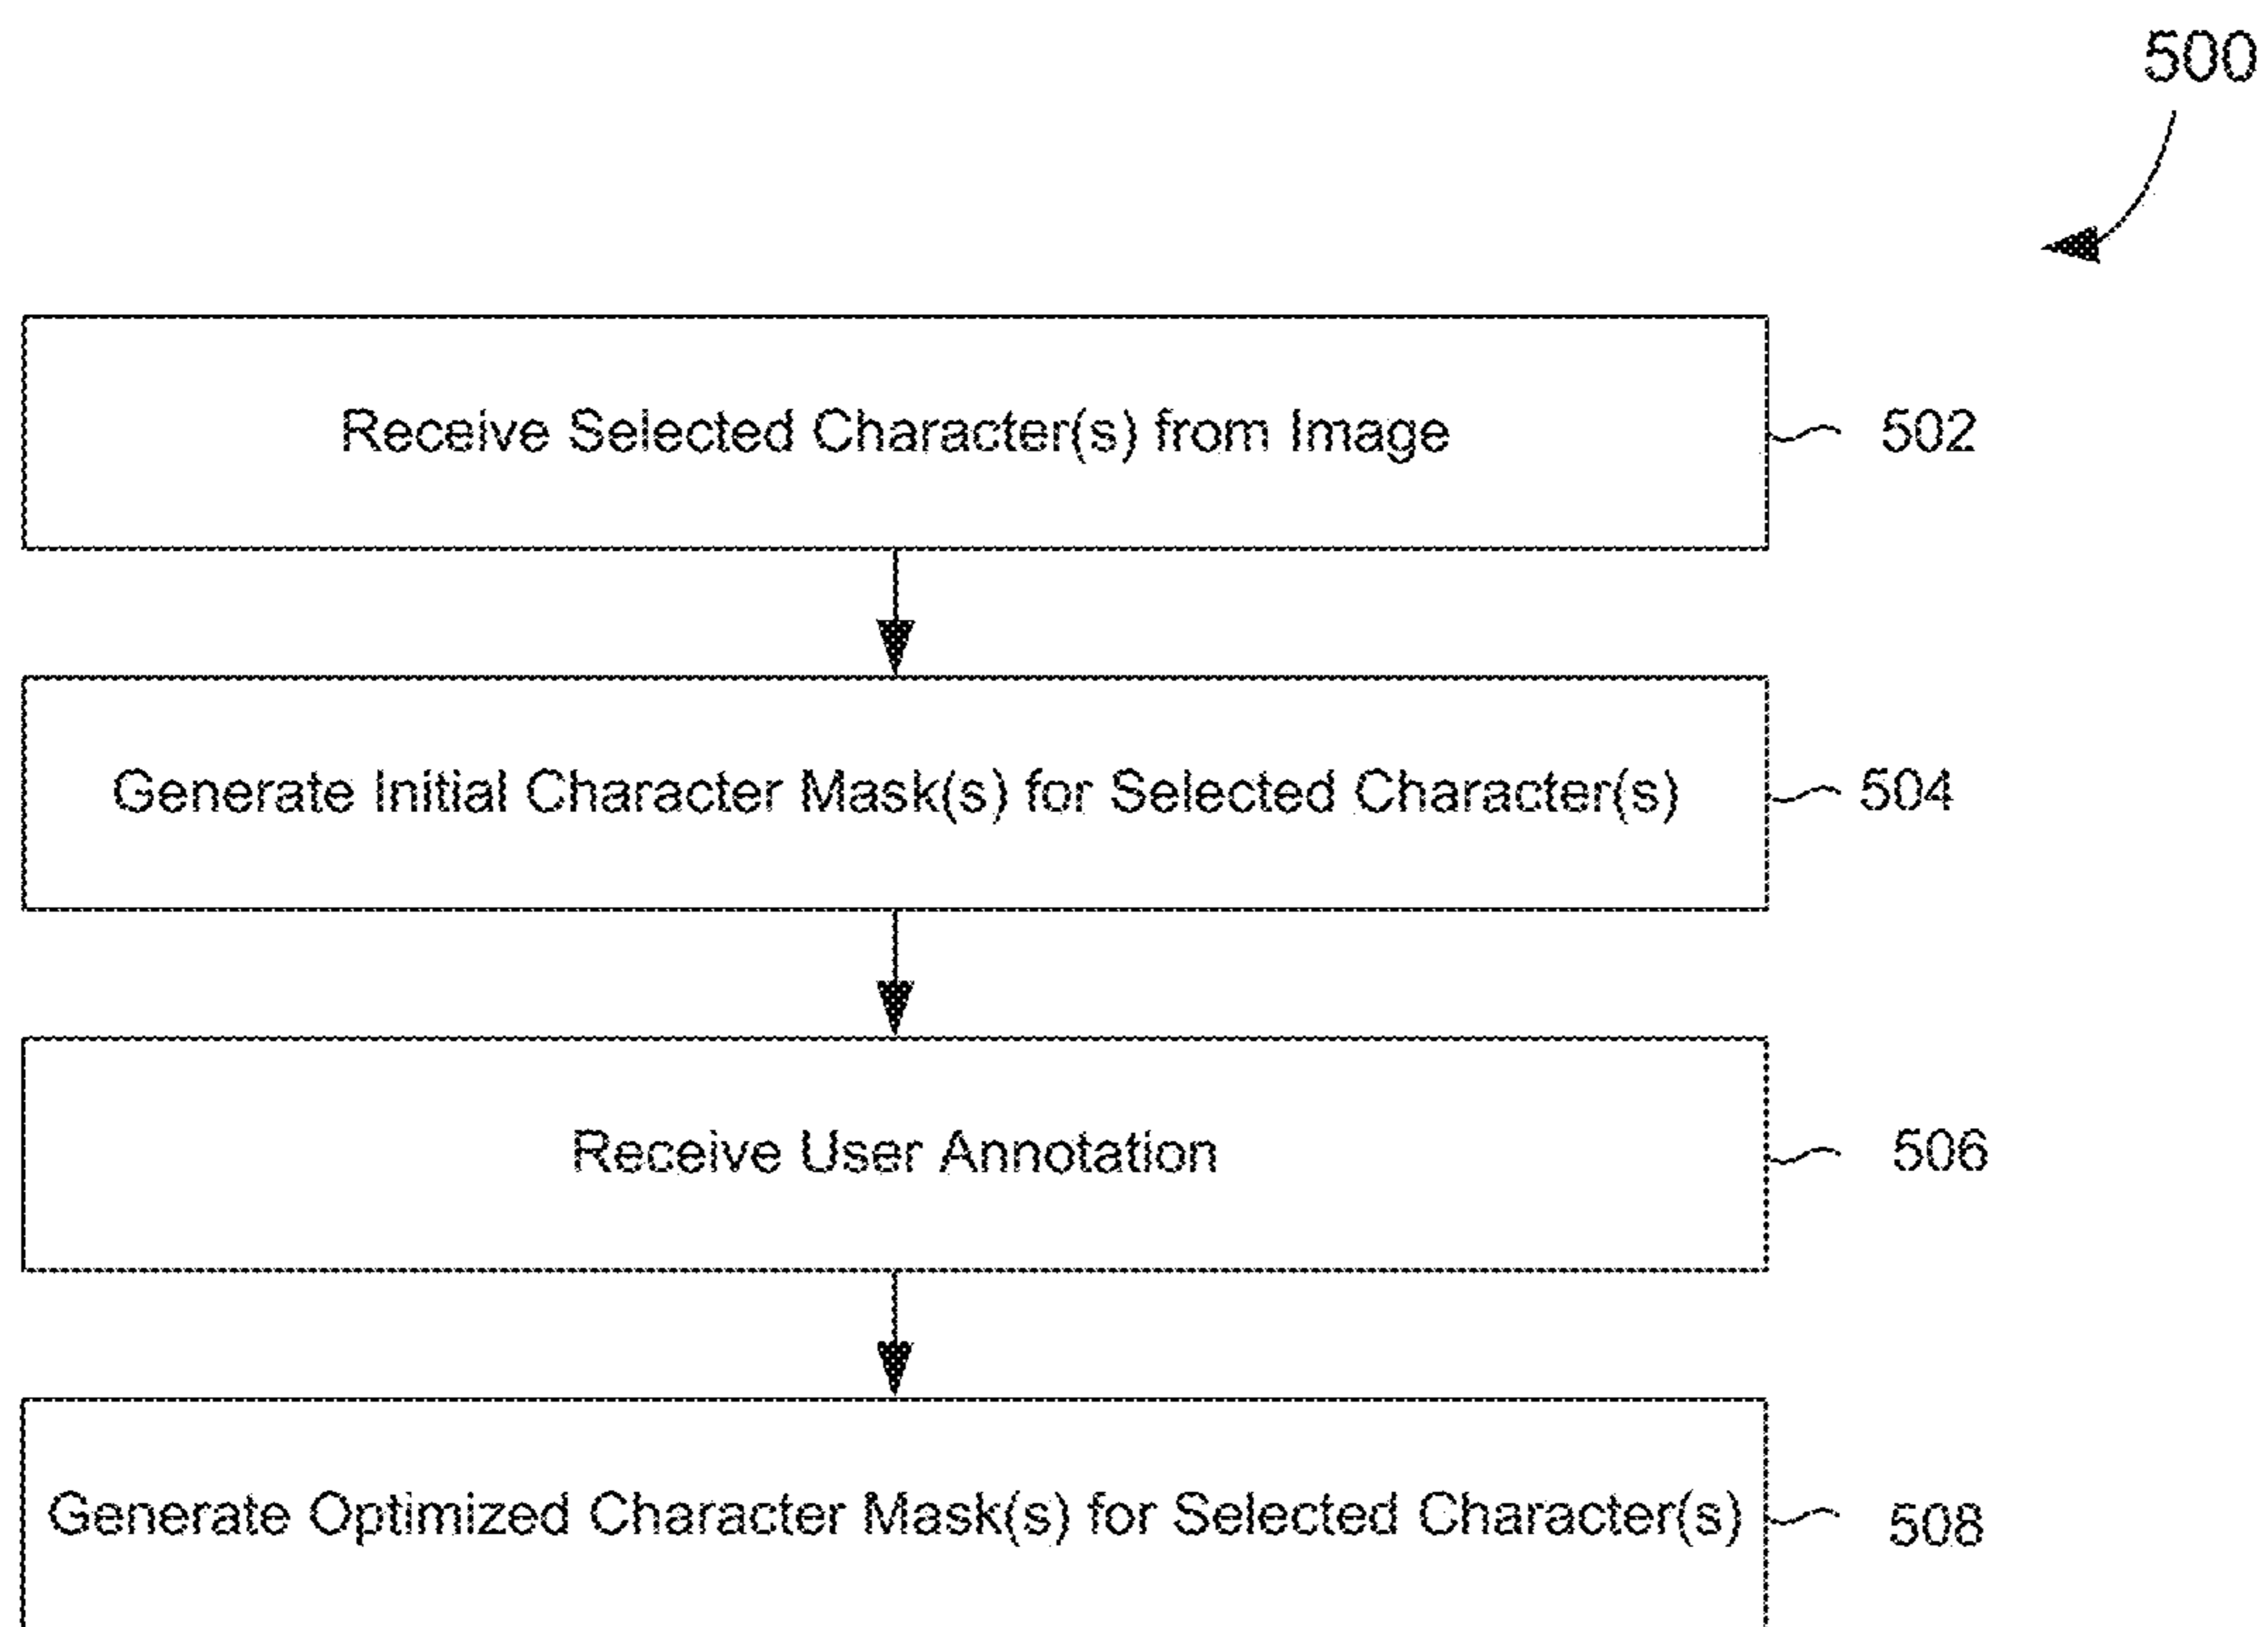 500
Receive Selected Character(s) from Image 502
Generate Initial Character Mask(s) for Selected Character(s) 504
Receive User Annotation 506
Generate Optimized Character Mask(s) for Selected Character(s) 508